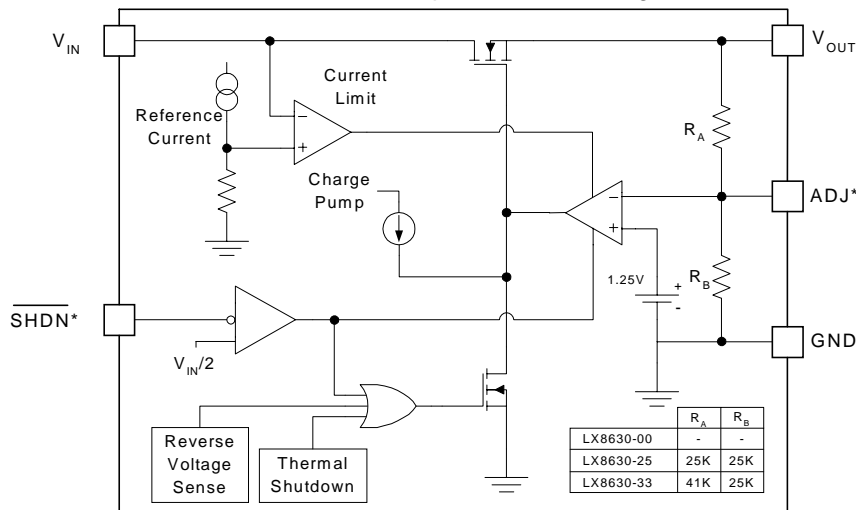 V_IN
V_OUT
Current
Limit
Reference
Current
-
+
R_A
Charge
Pump
-
+
ADJ*
1.25V
+
-
R_B
SHDN*
V_IN/2
GND
Reverse
Voltage
Sense
Thermal
Shutdown
R_A R_B
LX8630-00 - -
LX8630-25 25K 25K
LX8630-33 41K 25K